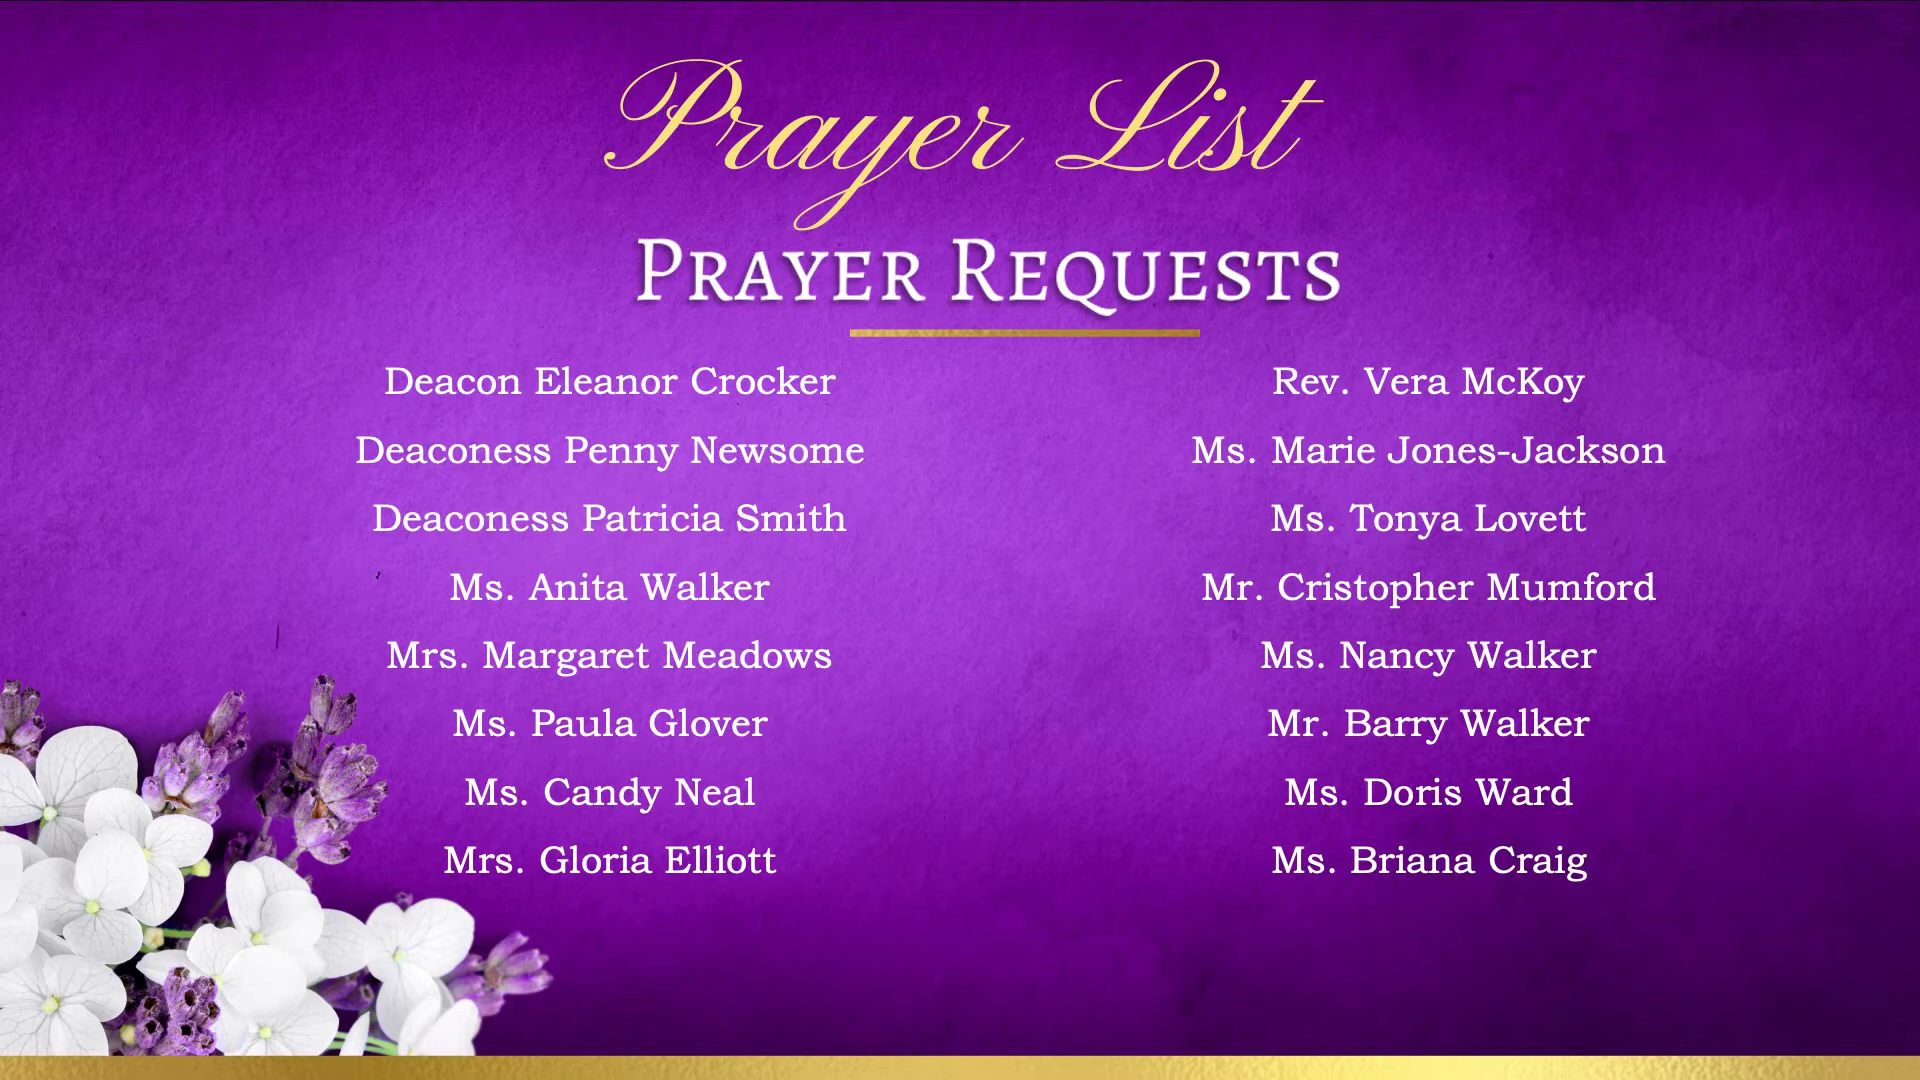 Prayer List
Prayer Requests
Deacon Eleanor Crocker
Deaconess Penny Newsome
Deaconess Patricia Smith
Ms. Anita Walker
Mrs. Margaret Meadows
Ms. Paula Glover
Ms. Candy Neal
Mrs. Gloria Elliott
Rev. Vera McKoy
Ms. Marie Jones-Jackson
Ms. Tonya Lovett
Mr. Cristopher Mumford
Ms. Nancy Walker
Mr. Barry Walker
Ms. Doris Ward
Ms. Briana Craig